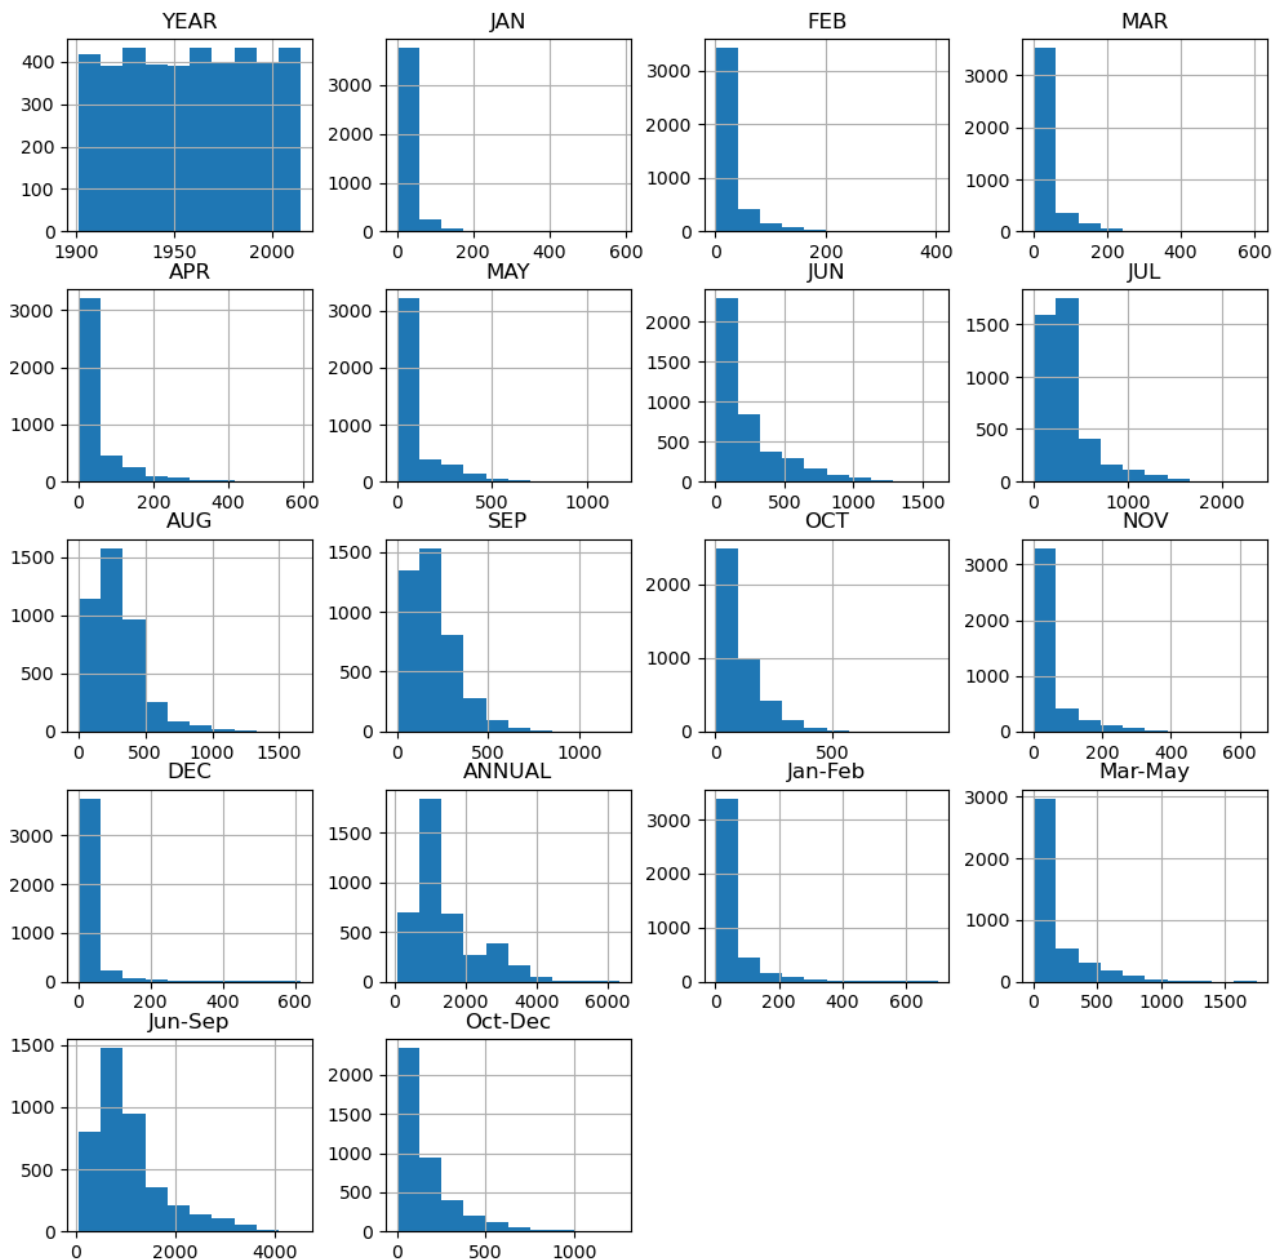 YEAR JAN FEB MAR
400 3000 3000 3000
300 2000 2000 2000
200
100 1000 1000 1000
0 0 0 0
1900 1950 2000 0 200 400 600 0 200 400 0 200 400 600
APR MAY JUN JUL
3000 3000 2000 1500
2000 2000 1500 1000
1000 1000 1000 500
500
0 0 0 0
0 200 400 600 0 500 1000 0 500 1000 1500 0 1000 2000
AUG SEP OCT NOV
1500 1500 2000 3000
1000 1000 1000 2000
500 500 1000
0 0 0 0
0 500 1000 1500 0 500 1000 0 500 0 200 400 600
DEC ANNUAL Jan-Feb Mar-May
3000 1500 3000 3000
2000 1000 2000 2000
1000 500 1000 1000
0 0 0 0
0 200 400 600 0 2000 4000 6000 0 200 400 600 0 500 1000 1500
Jun-Sep Oct-Dec
1500 2000
1000 1500
1000
500 500
0 0
0 2000 4000 0 500 1000